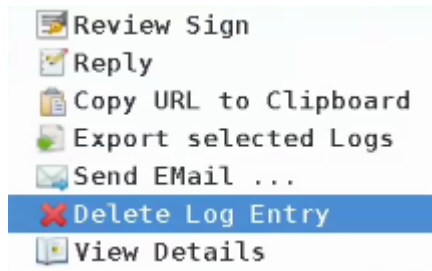 Review Sign
Reply
Copy URL to Clipboard
Export selected Logs
Send EMail ...
Delete Log Entry
View Details